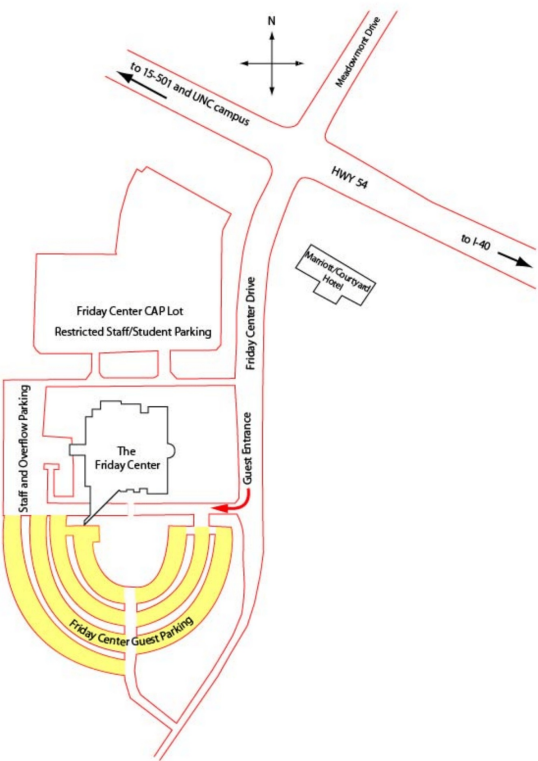 N
Meadowmont Drive
to 15-501 and UNC campus
HWY 54
to I-40
Marriott/Courtyard
Hotel
Friday Center CAP Lot
Restricted Staff/Student Parking
Friday Center Drive
Staff and Overflow Parking
The
Friday Center
Guest Entrance
Friday Center Guest Parking